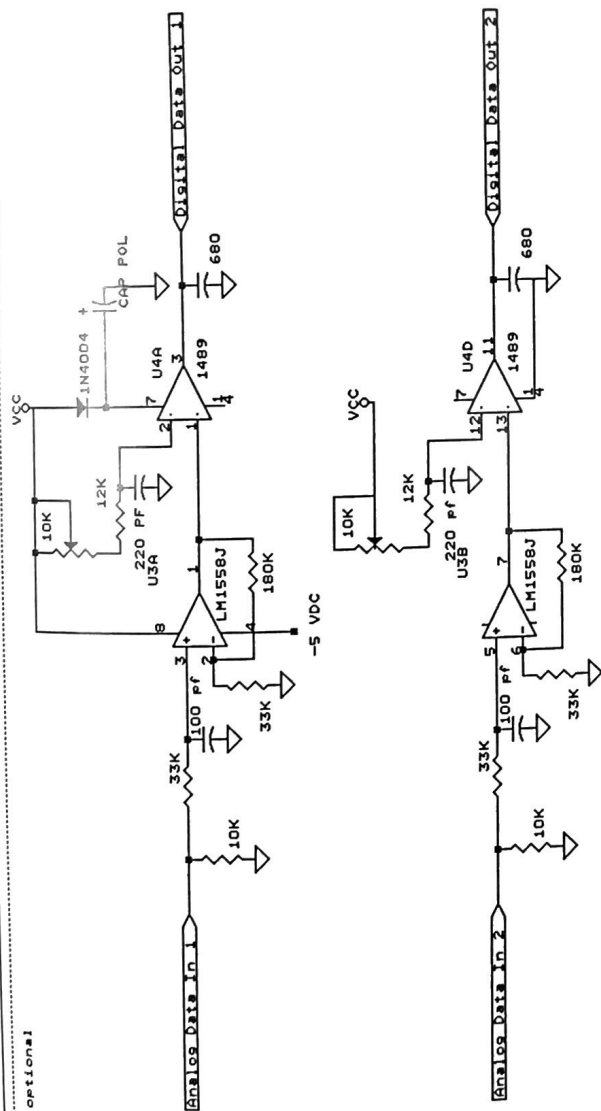 optional
Analog Data In 1
10K
33K
100 pf
33K
3
2
8
4
+
-
1
LM1558J
U3A
180K
-5 VDC
VCC
10K
12K
220 PF
1N4004
+
CAP POL
2
1
7
14
3
U4A
1489
680
Digital Data Out 1
Analog Data In 2
10K
33K
100 pf
33K
5
6
+
-
7
LM1558J
U3B
180K
VCC
10K
12K
220 pf
12
13
7
14
11
U4D
1489
680
Digital Data Out 2